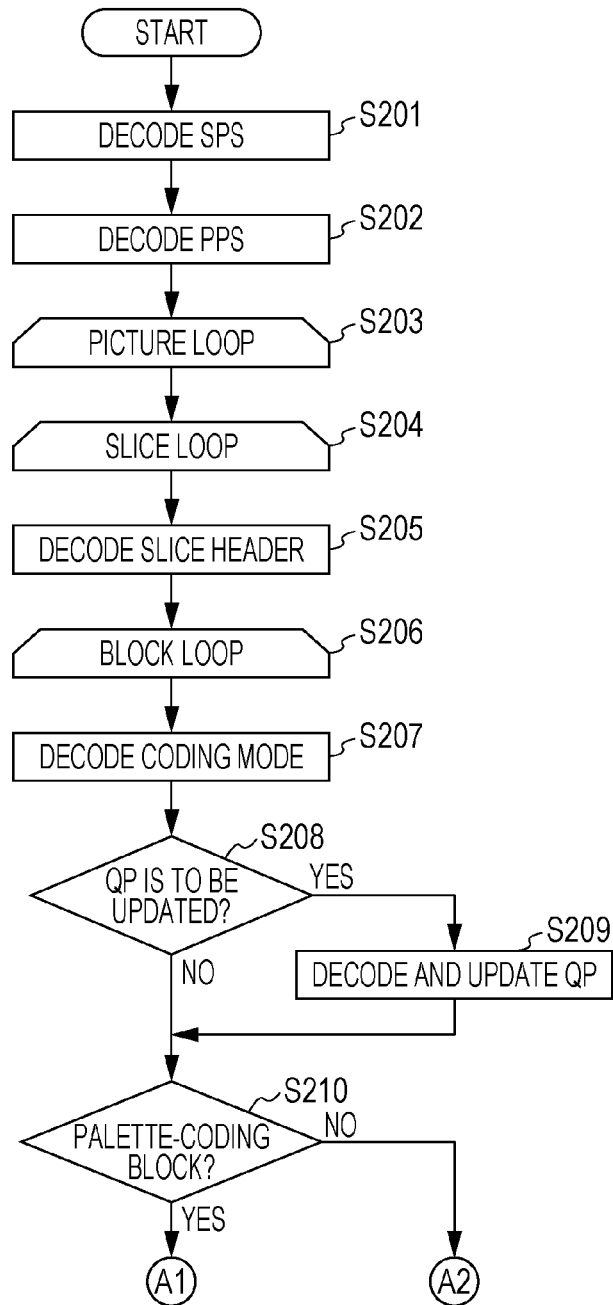 START
DECODE SPS
S201
DECODE PPS
S202
PICTURE LOOP
S203
SLICE LOOP
S204
DECODE SLICE HEADER
S205
BLOCK LOOP
S206
DECODE CODING MODE
S207
QP IS TO BE
UPDATED?
S208
YES
NO
DECODE AND UPDATE QP
S209
PALETTE-CODING
BLOCK?
S210
NO
YES
A1
A2